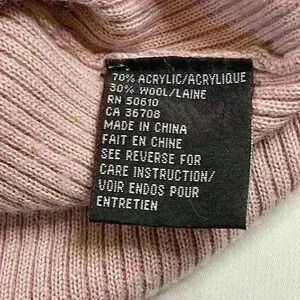 70% ACRYLIC/ACRYLIQUE
30% WOOL/LAINE
RN 50610
CA 36708
MADE IN CHINA
FAIT EN CHINE
SEE REVERSE FOR
CARE INSTRUCTION/
VOIR ENDOS POUR
ENTRETIEN